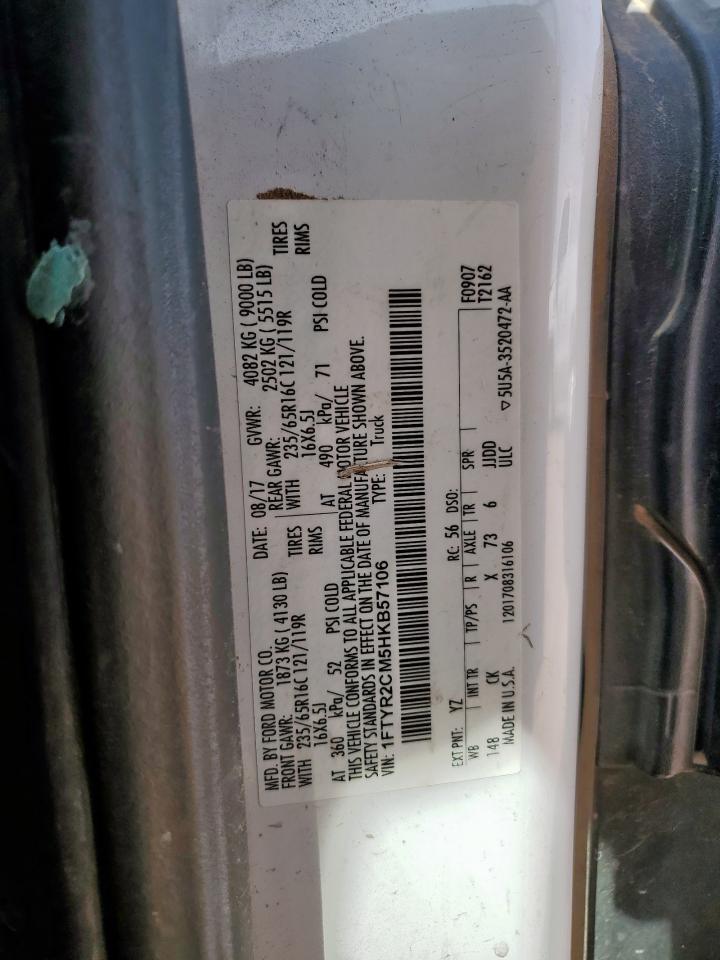 MFD. BY FORD MOTOR CO.
DATE: 08/17 GVWR: 4082 KG ( 9000 LB)
FRONT GAWR: 1873 KG ( 4130 LB) REAR GAWR: 2502 KG ( 5515 LB)
WITH 235/65R16C 121/119R TIRES WITH 235/65R16C 121/119R TIRES
16X6.5J RIMS 16X6.5J RIMS
AT 360 kPa/ 52 PSI COLD AT 490 kPa/ 71 PSI COLD
THIS VEHICLE CONFORMS TO ALL APPLICABLE FEDERAL MOTOR VEHICLE
SAFETY STANDARDS IN EFFECT ON THE DATE OF MANUFACTURE SHOWN ABOVE.
VIN: 1FTYR2CM5HKB57106 TYPE: Truck
EXT PNT: YZ RC: 56 DSO: F0907
T2162
WB INT TR TP/PS R AXLE TR SPR
148 CK X 73 6 JJDD
MADE IN U.S.A. 1201708316106 ULC ▽ 5U5A-3520472-AA